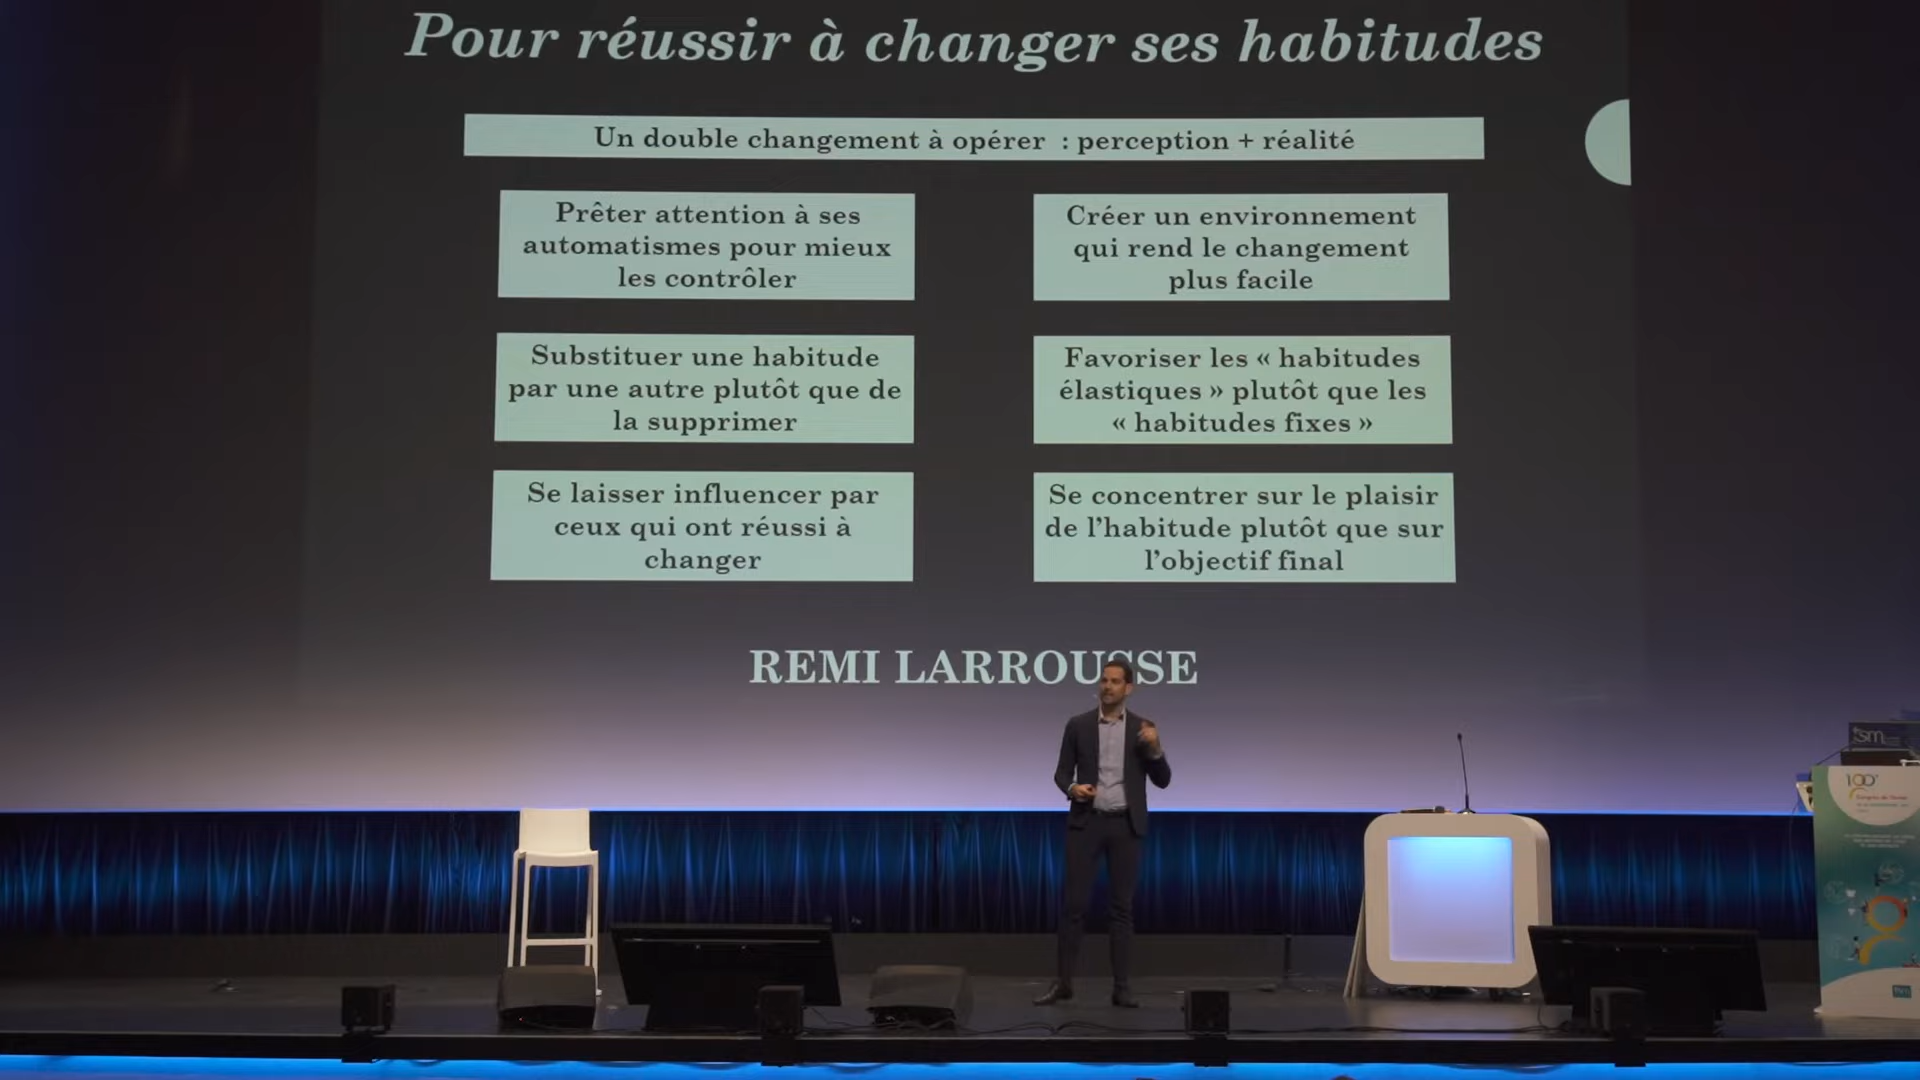 Pour réussir à changer ses habitudes
Un double changement à opérer : perception + réalité
Prêter attention à ses
automatismes pour mieux
les contrôler
Créer un environnement
qui rend le changement
plus facile
Substituer une habitude
par une autre plutôt que de
la supprimer
Favoriser les « habitudes
élastiques » plutôt que les
« habitudes fixes »
Se laisser influencer par
ceux qui ont réussi à
changer
Se concentrer sur le plaisir
de l’habitude plutôt que sur
l’objectif final
REMI LARROUSSE
sm
100